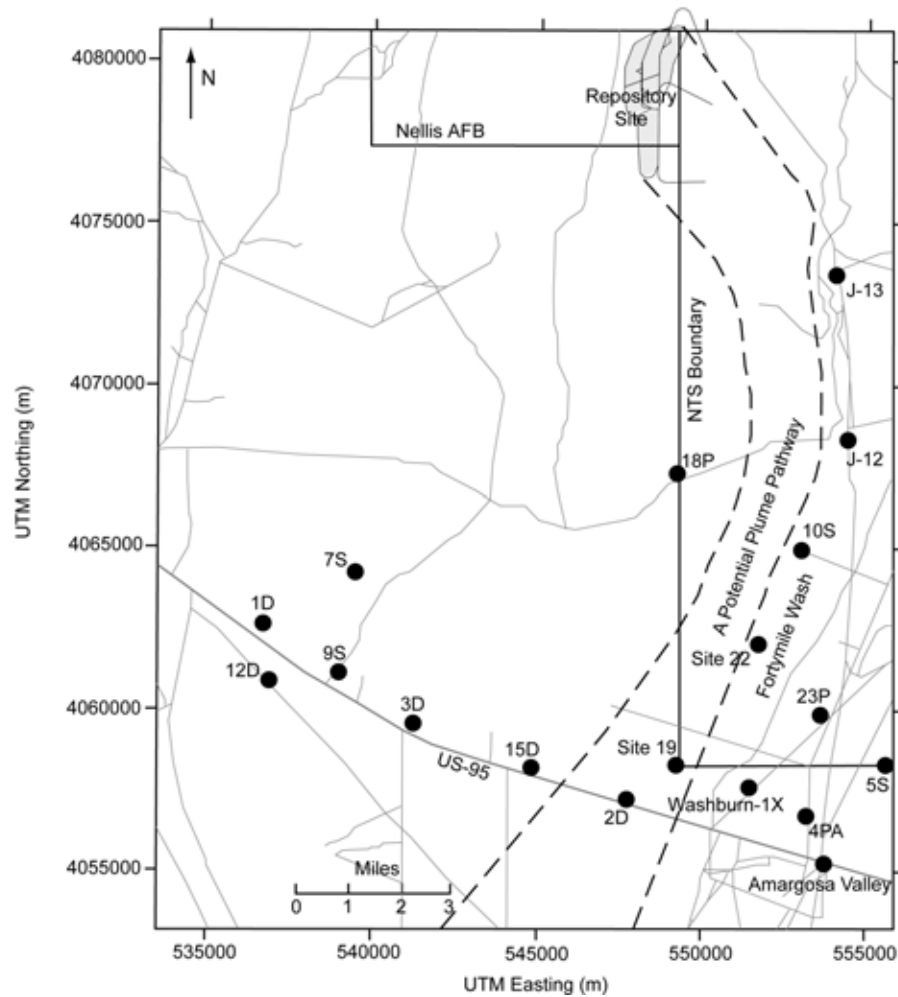 4080000
N
Repository
Site
Nellis AFB
4075000
J-13
UTM Northing (m)
4070000
NTS Boundary
A Potential Plume Pathway
J-12
18P
4065000
10S
7S
Fortymile Wash
1D
Site 22
9S
12D
23P
4060000
3D
Site 19
15D
US-95
5S
Washburn-1X
2D
4PA
4055000
Miles
Amargosa Valley
0 1 2 3
535000 540000 545000 550000 555000
UTM Easting (m)